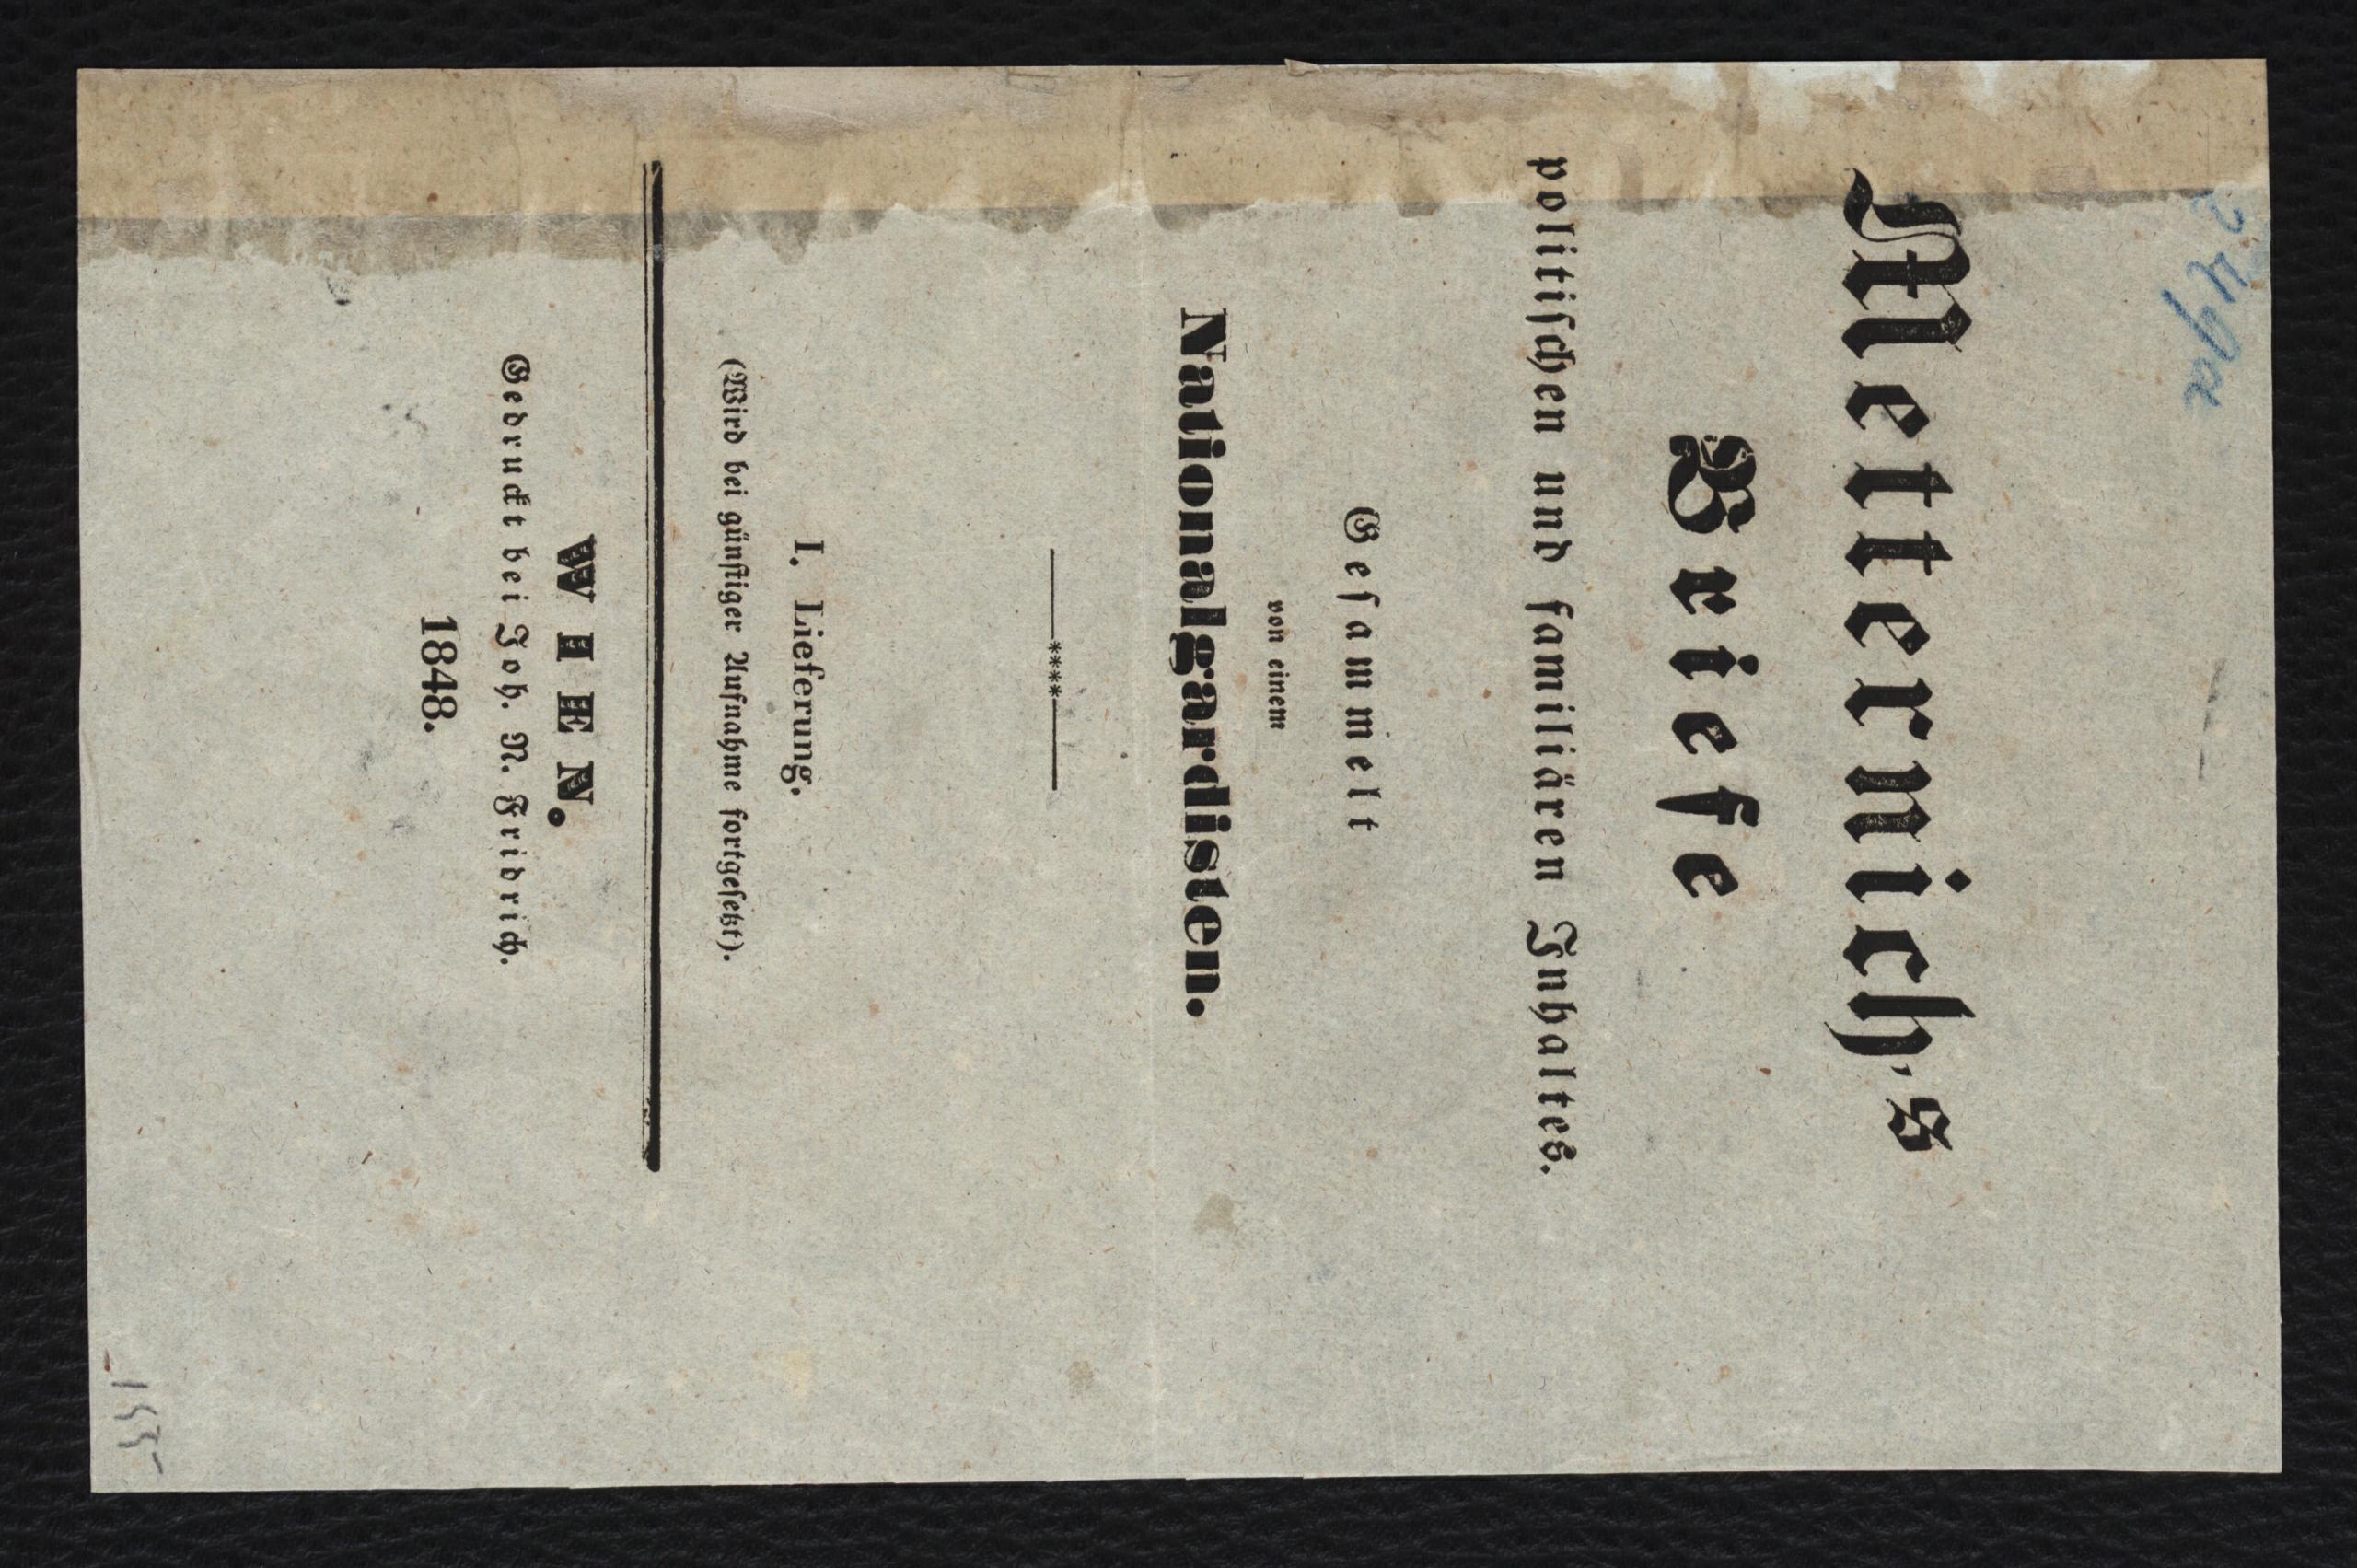 Metternich's
Briefe
politischen und familiären Inhaltes.
Gesammelt
von einem
Nationalgardisten.
****
I. Lieferung.
(Wird bei günstiger Aufnahme fortgesetzt).
WIEN.
Gedruckt bei Joh. N. Fridrich.
1848.